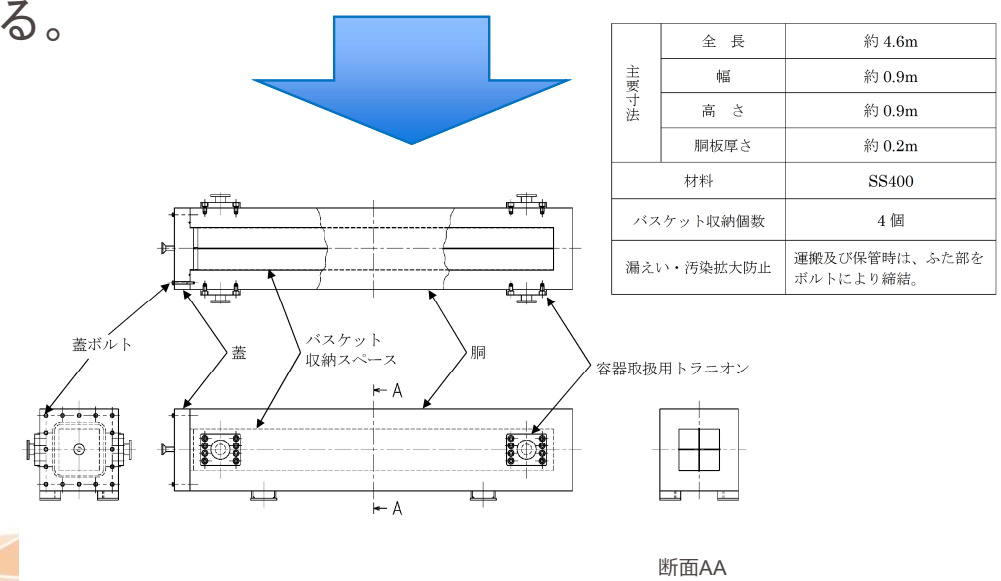 る。
主要寸法
全 長 約 4.6m
幅 約 0.9m
高 さ 約 0.9m
胴板厚さ 約 0.2m
材料 SS400
バスケット収納個数 4 個
漏えい・汚染拡大防止 運搬及び保管時は、ふた部を
ボルトにより締結。
蓋ボルト
蓋
バスケット
収納スペース
胴
容器取扱用トラニオン
A
A
断面AA